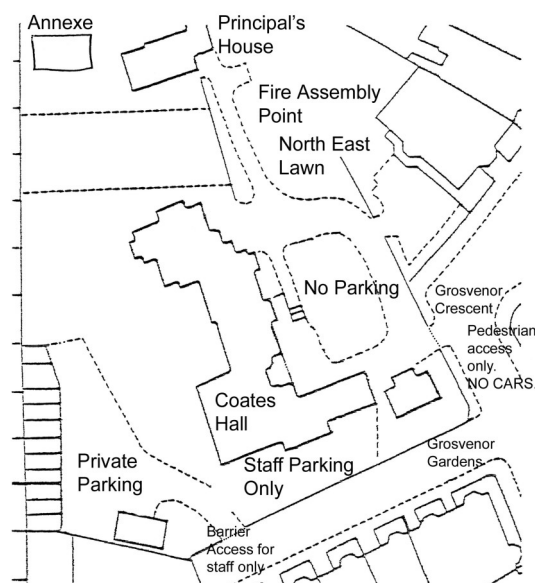 Annexe
Principal's
House
Fire Assembly
Point
North East
Lawn
No Parking
Grosvenor
Crescent
Pedestrian
access
only.
NO CARS.
Coates
Hall
Grosvenor
Gardens
Staff Parking
Only
Private
Parking
Barrier
Access for
staff only